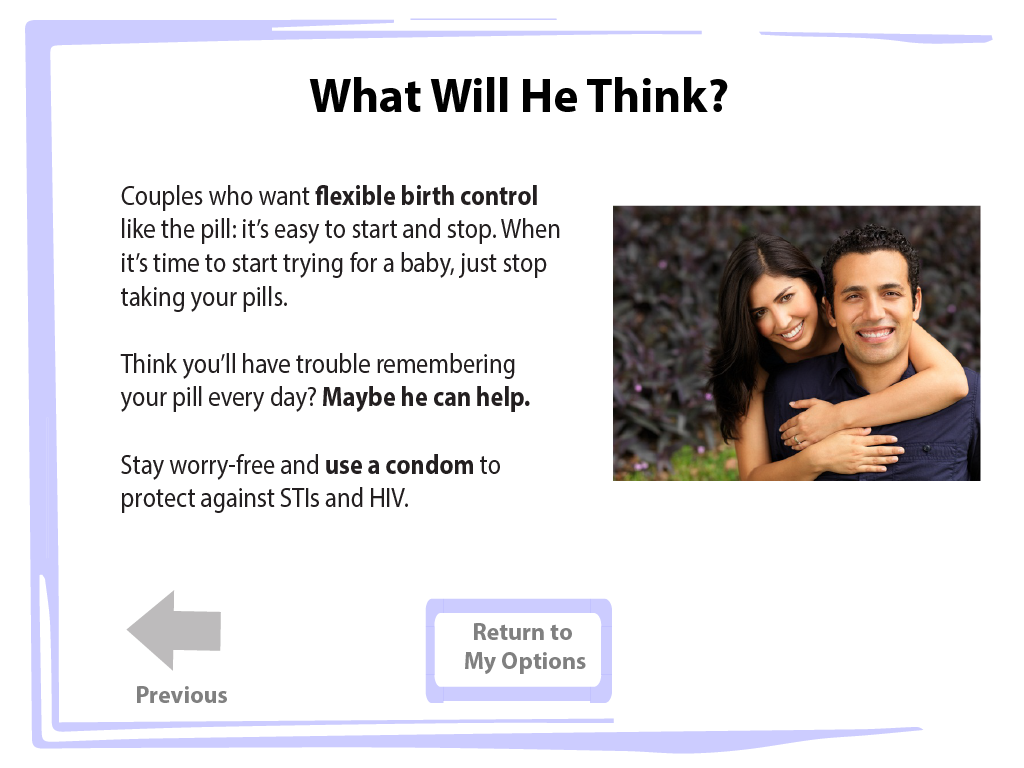 What Will He Think?
Couples who want flexible birth control
like the pill: it’s easy to start and stop. When
it’s time to start trying for a baby, just stop
taking your pills.
Think you’ll have trouble remembering
your pill every day? Maybe he can help.
Stay worry-free and use a condom to
protect against STIs and HIV.
Previous
Return to
My Options